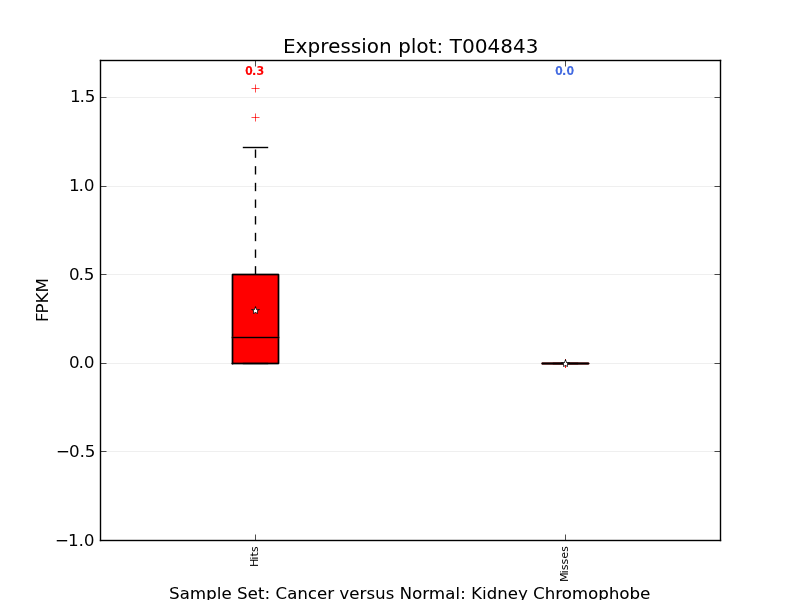 Expression plot: T004843
0.3
0.0
1.5
1.0
0.5
0.0
−0.5
−1.0
FPKM
Hits
Misses
Sample Set: Cancer versus Normal: Kidney Chromophobe